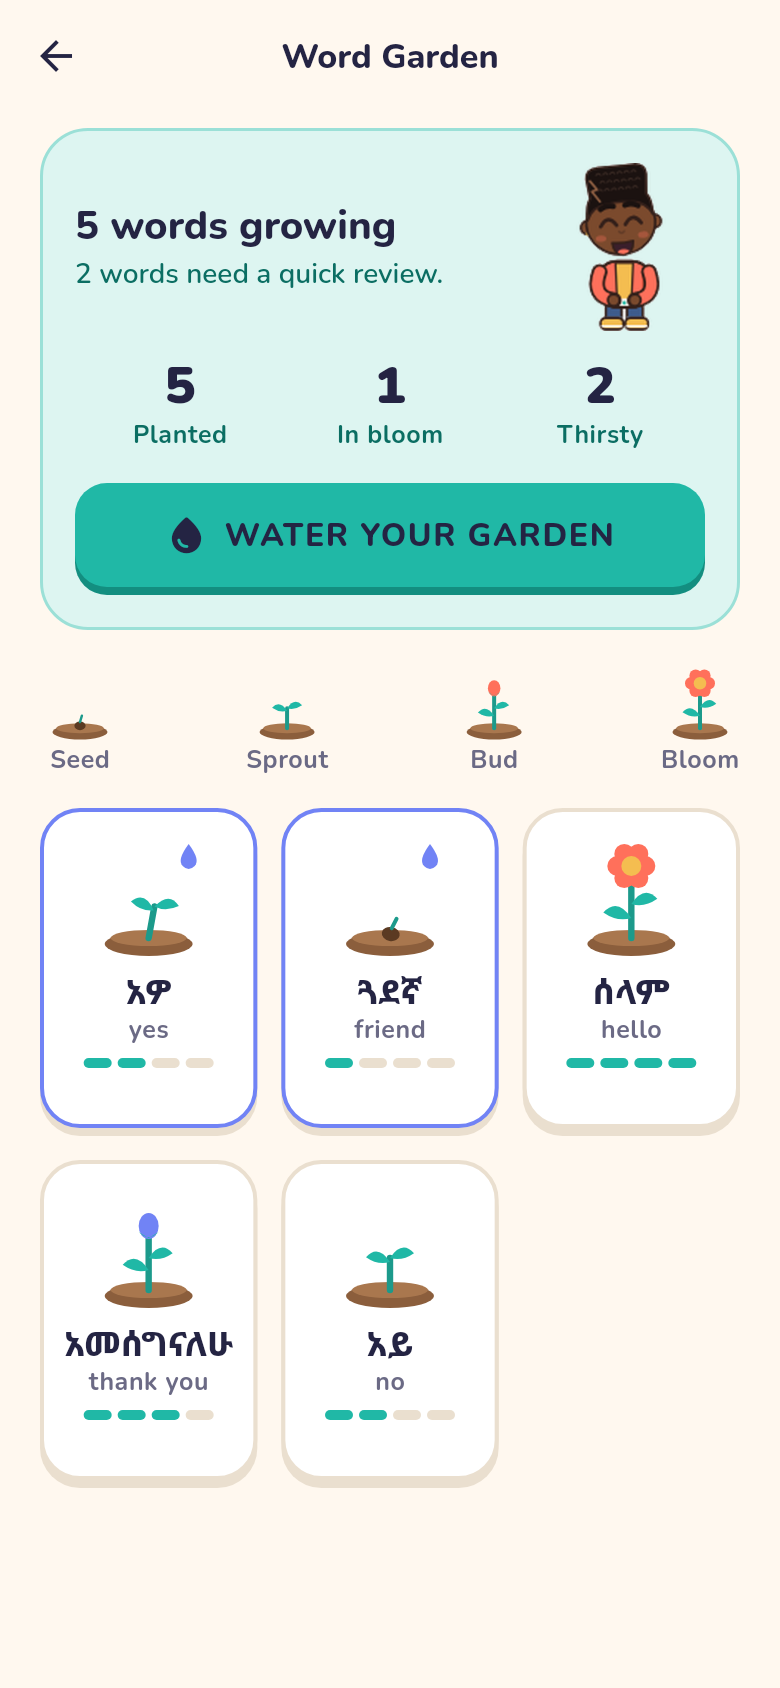 Word Garden
5 words growing
2 words need a quick review.
5
Planted
1
In bloom
2
Thirsty
WATER YOUR GARDEN
Seed
Sprout
Bud
Bloom
አዎ
yes
ጓደኛ
friend
ሰላም
hello
አመሰግናለሁ
thank you
አይ
no